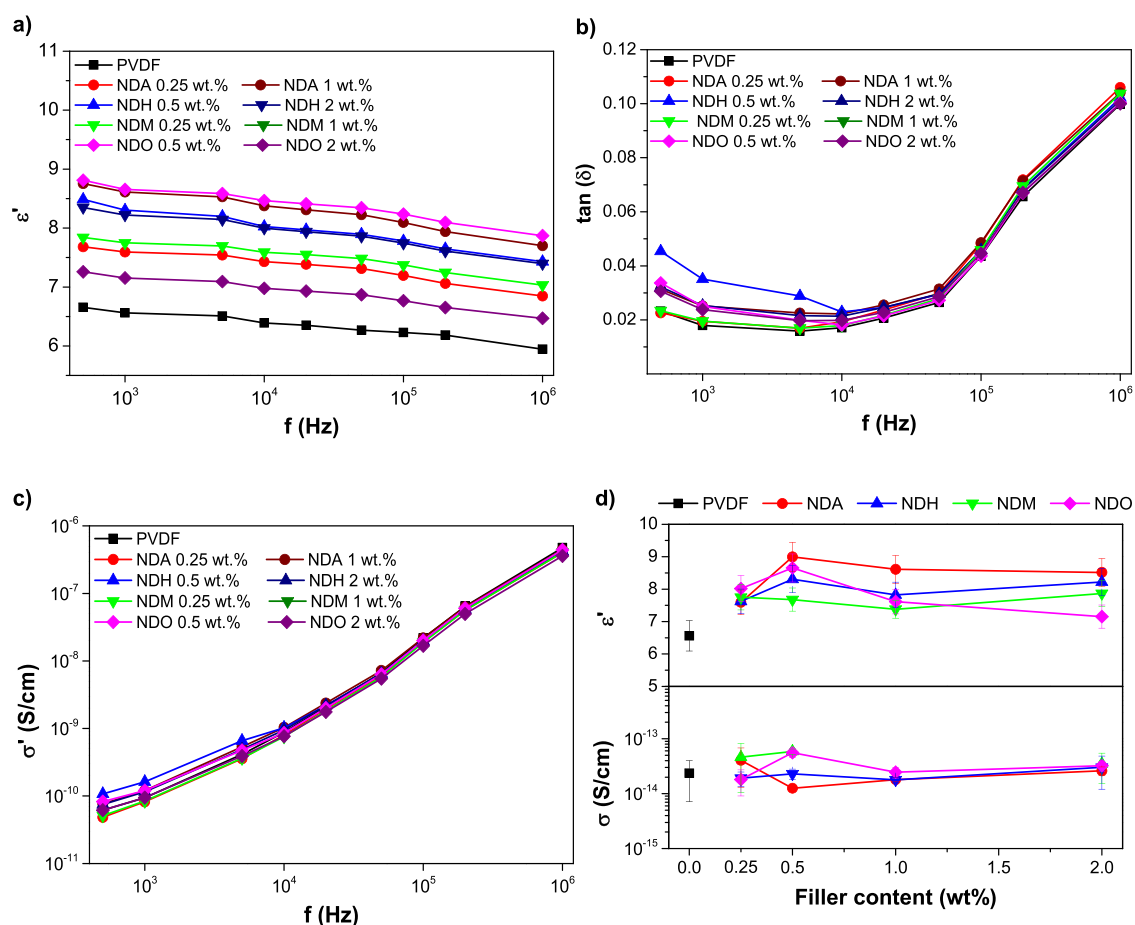 a)
11
9
8
7
6
ε'
PVDF
NDA 0.25 wt.% NDA 1 wt.%
NDH 0.5 wt.% NDH 2 wt.%
NDM 0.25 wt.% NDM 1 wt.%
NDO 0.5 wt.% NDO 2 wt.%
10³ 10⁴ 10⁵ 10⁶
f (Hz)
b)
0.12
0.10
0.08
0.06
0.04
0.02
tan (δ)
PVDF
NDA 0.25 wt.% NDA 1 wt.%
NDH 0.5 wt.% NDH 2 wt.%
NDM 0.25 wt.% NDM 1 wt.%
NDO 0.5 wt.% NDO 2 wt.%
10³ 10⁴ 10⁵ 10⁶
f (Hz)
c)
10⁻⁶
10⁻⁷
10⁻⁸
10⁻⁹
10⁻¹⁰
10⁻¹¹
σ' (S/cm)
PVDF
NDA 0.25 wt.% NDA 1 wt.%
NDH 0.5 wt.% NDH 2 wt.%
NDM 0.25 wt.% NDM 1 wt.%
NDO 0.5 wt.% NDO 2 wt.%
10³ 10⁴ 10⁵ 10⁶
f (Hz)
d)
PVDF NDA NDH NDM NDO
10
9
8
7
6
5
ε'
10⁻¹³
10⁻¹⁴
10⁻¹⁵
σ (S/cm)
0.0 0.25 0.5 1.0 1.5 2.0
Filler content (wt%)